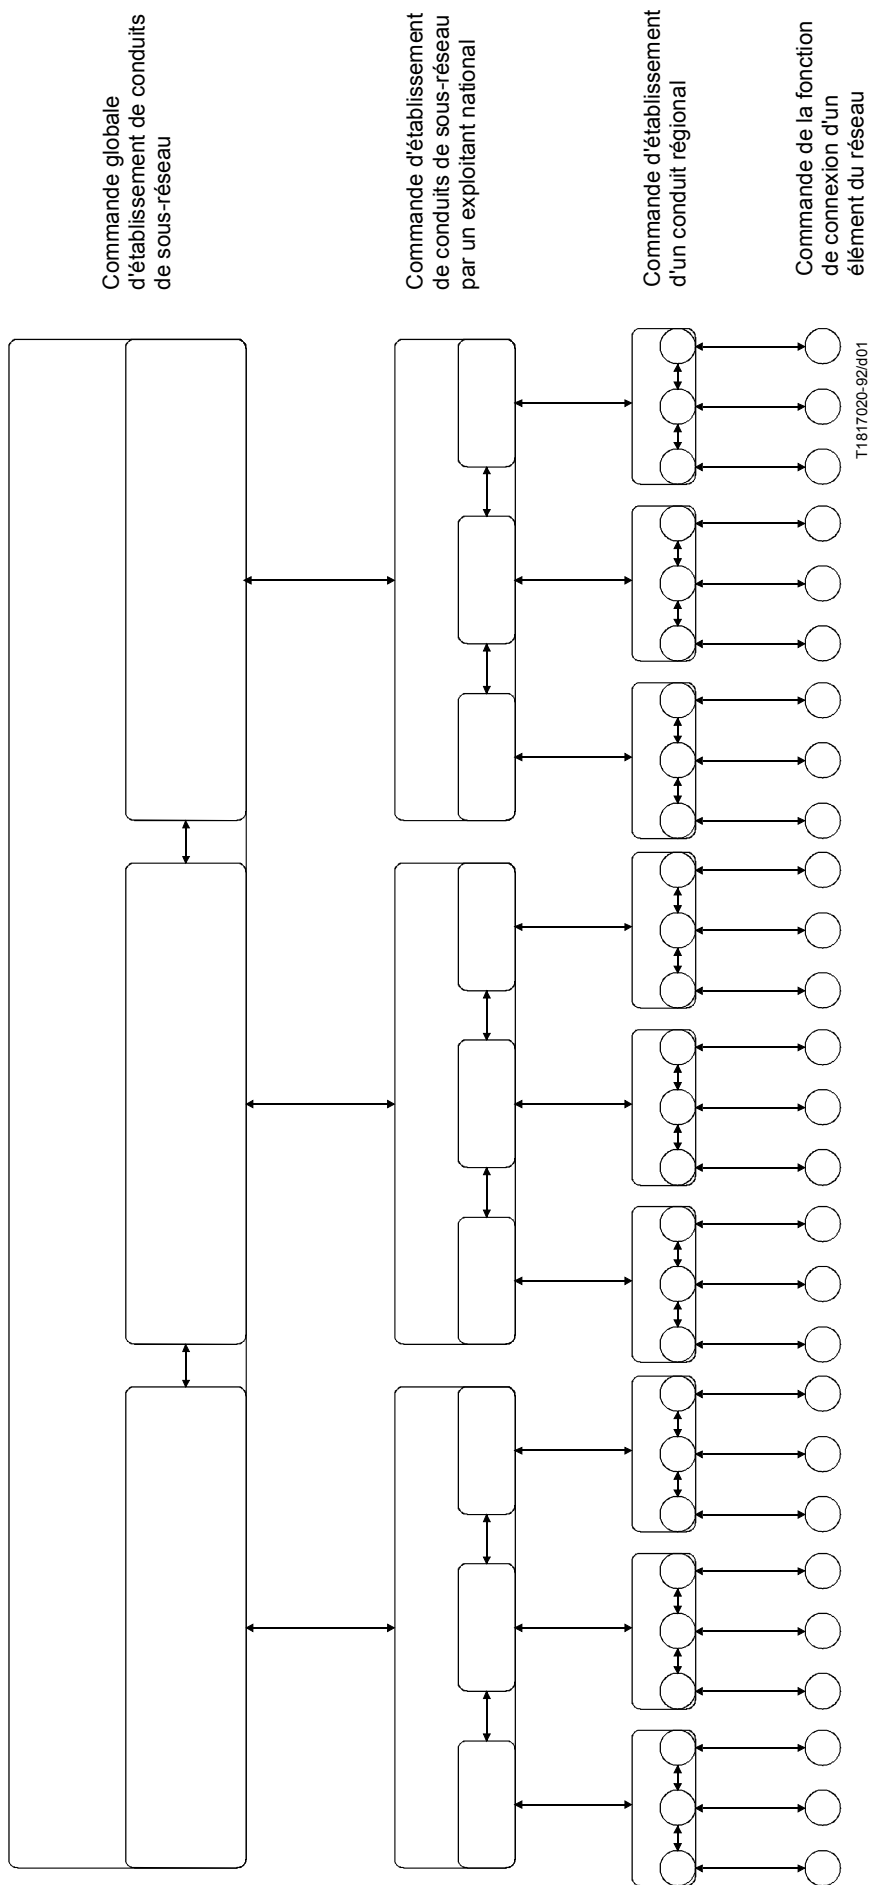 Commande globale
d'établissement de conduits
de sous-réseau
Commande d'établissement
de conduits de sous-réseau
par un exploitant national
Commande d'établissement
d'un conduit régional
Commande de la fonction
de connexion d'un
élément du réseau
T1817020-92/d01